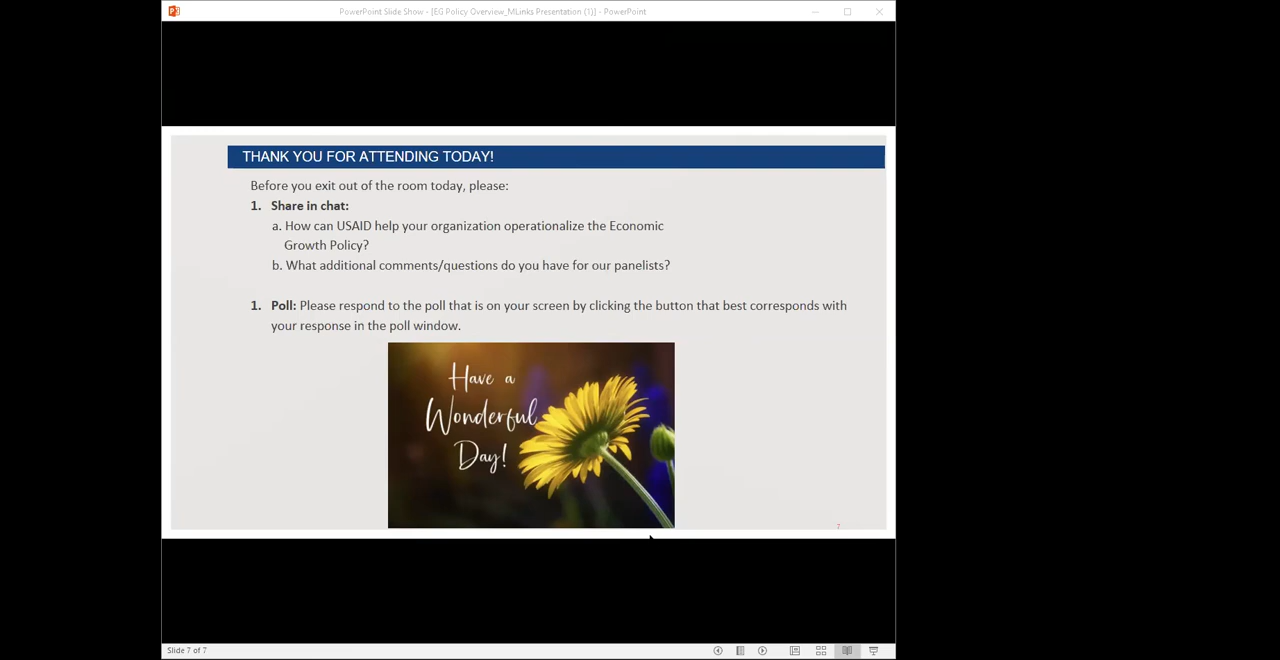 PowerPoint Slide Show - [EG Policy Overview_MLinks Presentation (1)] - PowerPoint
THANK YOU FOR ATTENDING TODAY!
Before you exit out of the room today, please:
1. Share in chat:
a. How can USAID help your organization operationalize the Economic
Growth Policy?
b. What additional comments/questions do you have for our panelists?
1. Poll: Please respond to the poll that is on your screen by clicking the button that best corresponds with
your response in the poll window.
Have a
Wonderful
Day!
7
Slide 7 of 7